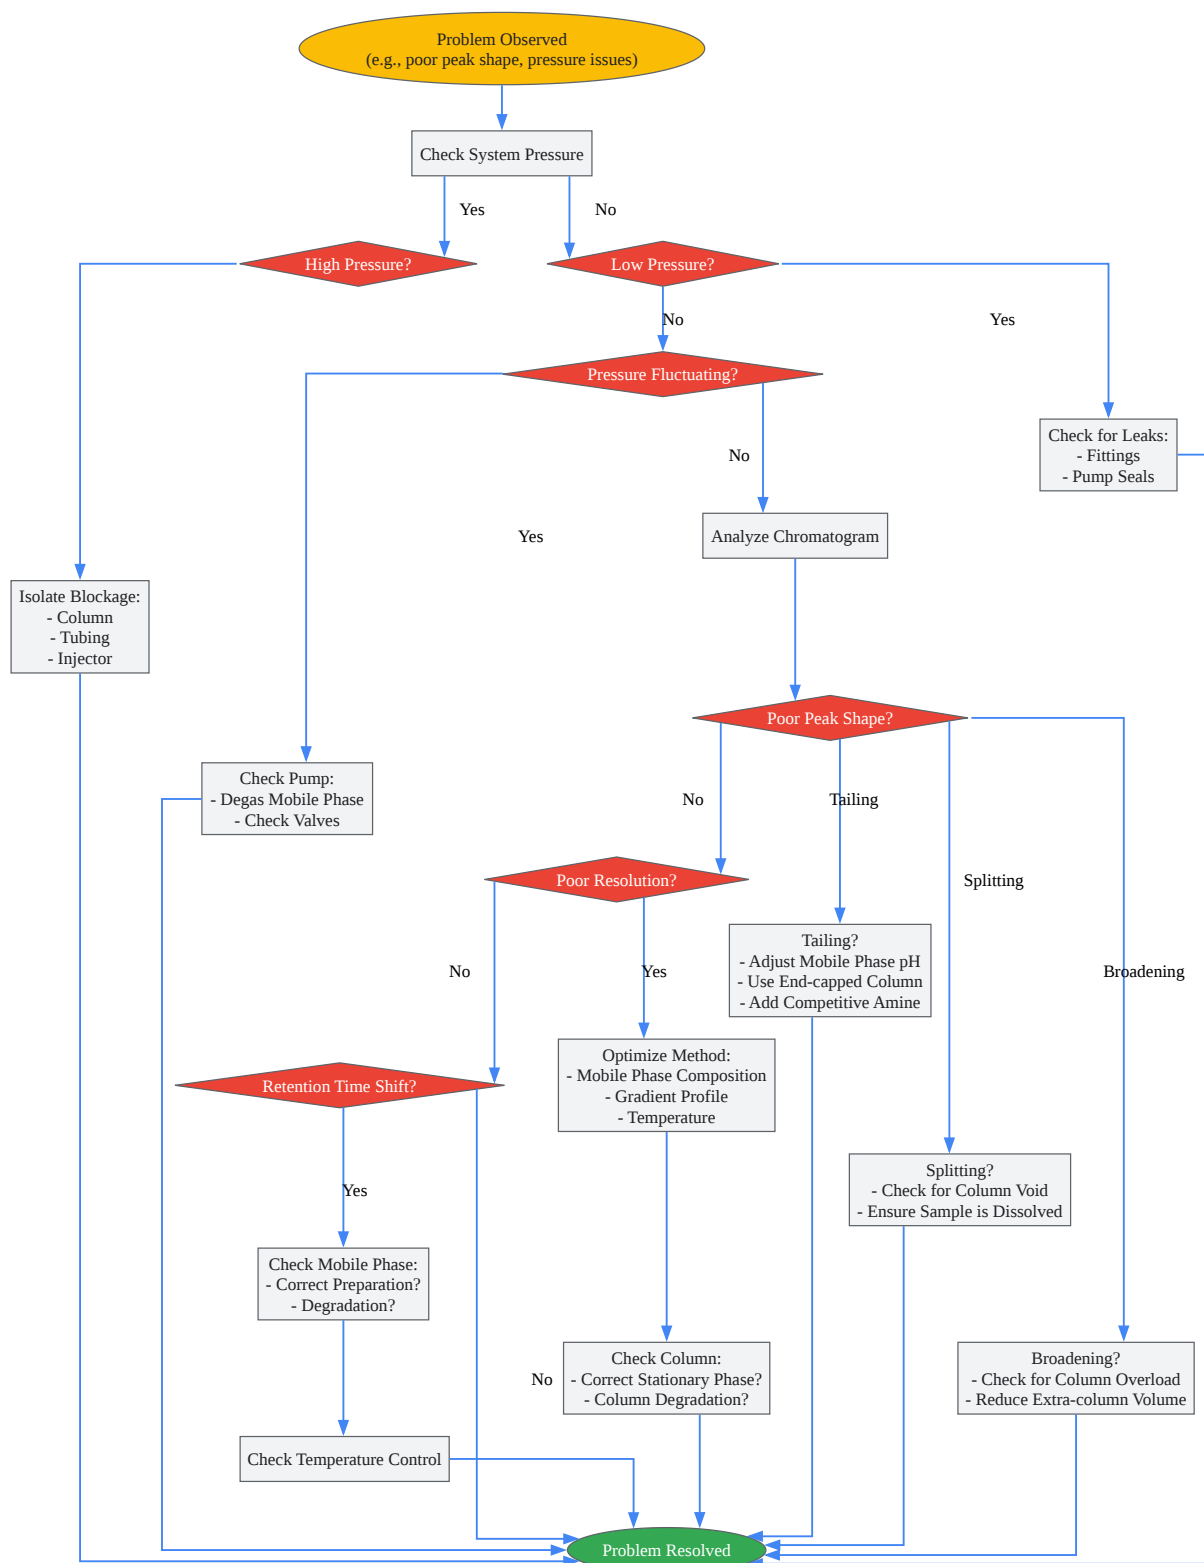 Problem Observed
(e.g., poor peak shape, pressure issues)
Check System Pressure
Yes
No
High Pressure?
Low Pressure?
No
Yes
Pressure Fluctuating?
Check for Leaks:
- Fittings
- Pump Seals
No
Yes
Analyze Chromatogram
Isolate Blockage:
- Column
- Tubing
- Injector
Poor Peak Shape?
Check Pump:
- Degas Mobile Phase
- Check Valves
No
Tailing
Poor Resolution?
Splitting
Tailing?
- Adjust Mobile Phase pH
- Use End-capped Column
- Add Competitive Amine
No
Yes
Broadening
Optimize Method:
- Mobile Phase Composition
- Gradient Profile
- Temperature
Retention Time Shift?
Splitting?
- Check for Column Void
- Ensure Sample is Dissolved
Yes
Check Mobile Phase:
- Correct Preparation?
- Degradation?
No
Check Column:
- Correct Stationary Phase?
- Column Degradation?
Broadening?
- Check for Column Overload
- Reduce Extra-column Volume
Check Temperature Control
Problem Resolved